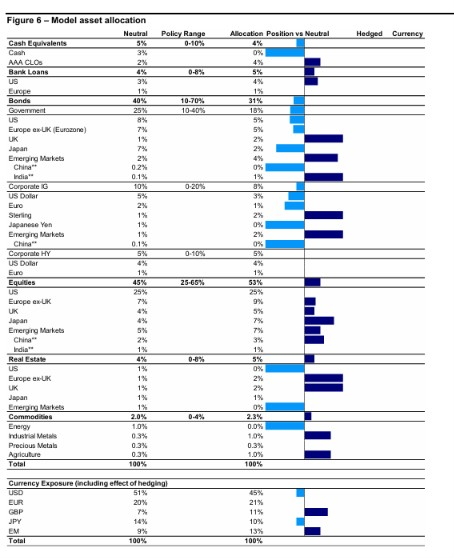 Figure 6 – Model asset allocation
Neutral Policy Range Allocation Position vs Neutral Hedged Currency
Cash Equivalents 5% 0-10% 4%
Cash 3% 0%
AAA CLOs 2% 4%
Bank Loans 4% 0-8% 5%
US 3% 4%
Europe 1% 1%
Bonds 40% 10-70% 31%
Government 25% 10-40% 18%
US 8% 5%
Europe ex-UK (Eurozone) 7% 5%
UK 1% 2%
Japan 7% 2%
Emerging Markets 2% 4%
China** 0.2% 0%
India** 0.1% 1%
Corporate IG 10% 0-20% 8%
US Dollar 5% 3%
Euro 2% 1%
Sterling 1% 2%
Japanese Yen 1% 0%
Emerging Markets 1% 2%
China** 0.1% 0%
Corporate HY 5% 0-10% 5%
US Dollar 4% 4%
Euro 1% 1%
Equities 45% 25-65% 53%
US 25% 25%
Europe ex-UK 7% 9%
UK 4% 5%
Japan 4% 7%
Emerging Markets 5% 7%
China** 2% 3%
India** 1% 1%
Real Estate 4% 0-8% 5%
US 1% 0%
Europe ex-UK 1% 2%
UK 1% 2%
Japan 1% 1%
Emerging Markets 1% 0%
Commodities 2.0% 0-4% 2.3%
Energy 1.0% 0.0%
Industrial Metals 0.3% 1.0%
Precious Metals 0.3% 0.3%
Agriculture 0.3% 1.0%
Total 100% 100%
Currency Exposure (including effect of hedging)
USD 51% 45%
EUR 20% 21%
GBP 7% 11%
JPY 14% 10%
EM 9% 13%
Total 100% 100%